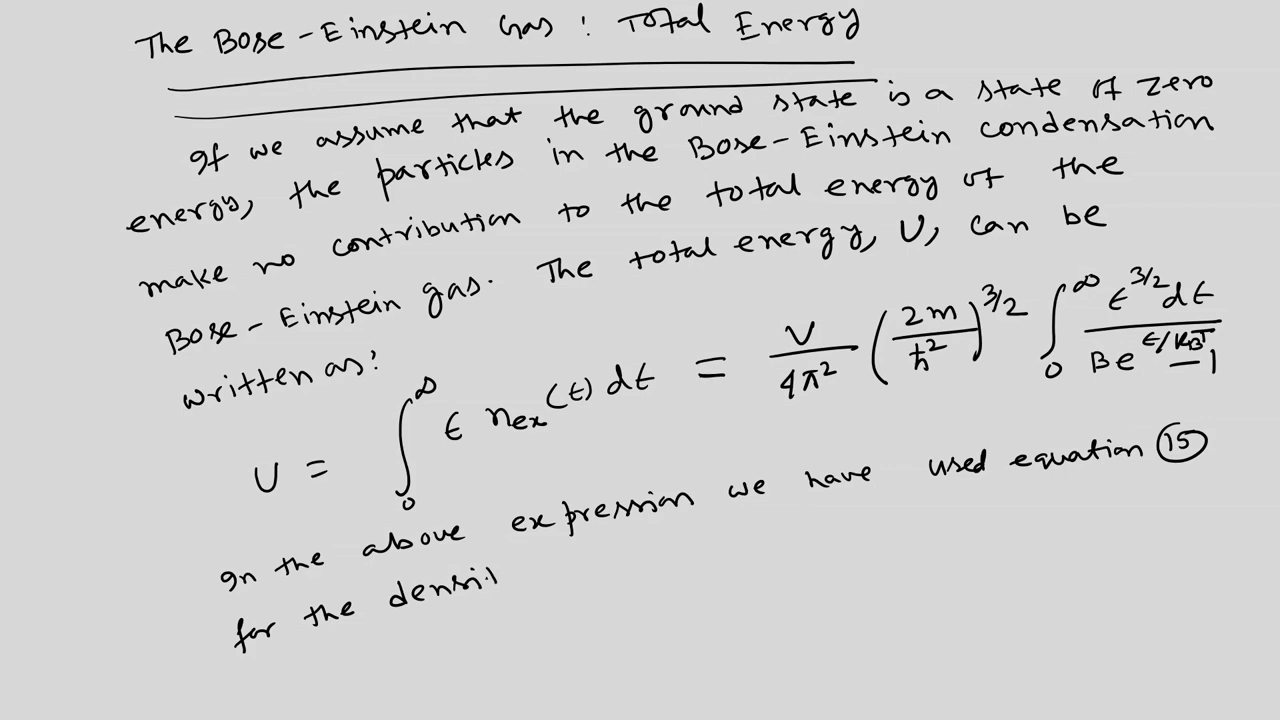 The Bose-Einstein Gas: Total Energy
If we assume that the ground state is a state of zero
energy, the particles in the Bose-Einstein condensation
make no contribution to the total energy of the
Bose-Einstein gas. The total energy, U, can be
written as:
U = ∫₀^∞ ϵ n_ex(ϵ) dϵ = V/4π² (2m/ℏ²)^3/2 ∫₀^∞ ϵ^3/2 dϵ / (B e^ϵ/k_BT − 1)
In the above expression we have used equation (15)
for the densit